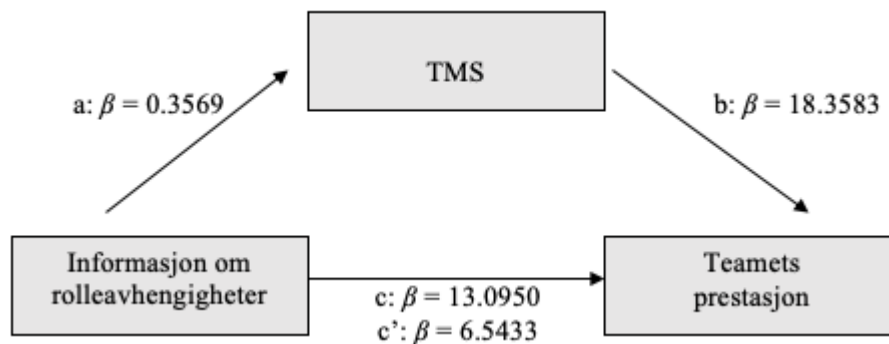 TMS
a: β = 0.3569
b: β = 18.3583
Informasjon om
rolleavhengigheter
c: β = 13.0950
c’: β = 6.5433
Teamets
prestasjon